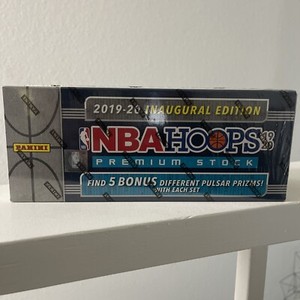 2019-20 INAUGURAL EDITION
PANINI
NBA HOOPS 19 20
PREMIUM STOCK
FIND 5 BONUS DIFFERENT PULSAR PRIZMS!
WITH EACH SET